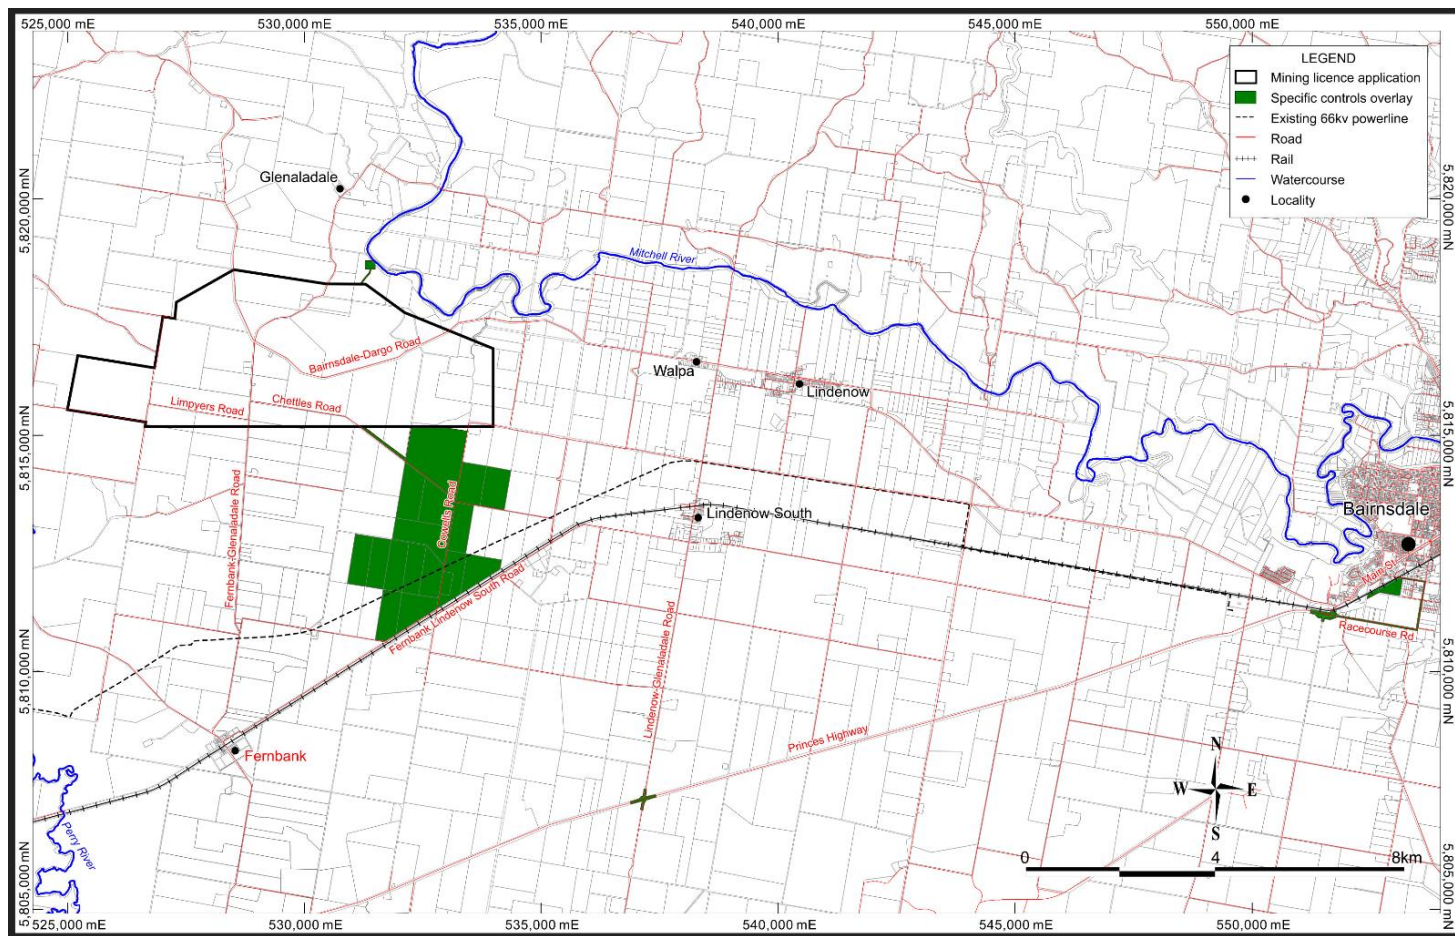 525,000 mE
530,000 mE
535,000 mE
540,000 mE
545,000 mE
550,000 mE
LEGEND
Mining licence application
Specific controls overlay
Existing 66kv powerline
Road
Rail
Watercourse
Locality
5,820,000 mN
5,820,000 mN
Glenaladale
Mitchell River
Bairnsdale-Dargo Road
Walpa
Lindenow
Limpyers Road
Chettles Road
5,815,000 mN
5,815,000 mN
Fernbank-Glenaladale Road
Cowells Road
Lindenow South
Bairnsdale
Main St
Fernbank Lindenow South Road
Racecourse Rd
Lindenow-Glenaladale Road
5,810,000 mN
5,810,000 mN
Princes Highway
Fernbank
N
W
E
S
Perry River
0
4
8km
5,805,000 mN
5,805,000 mN
525,000 mE
530,000 mE
535,000 mE
540,000 mE
545,000 mE
550,000 mE